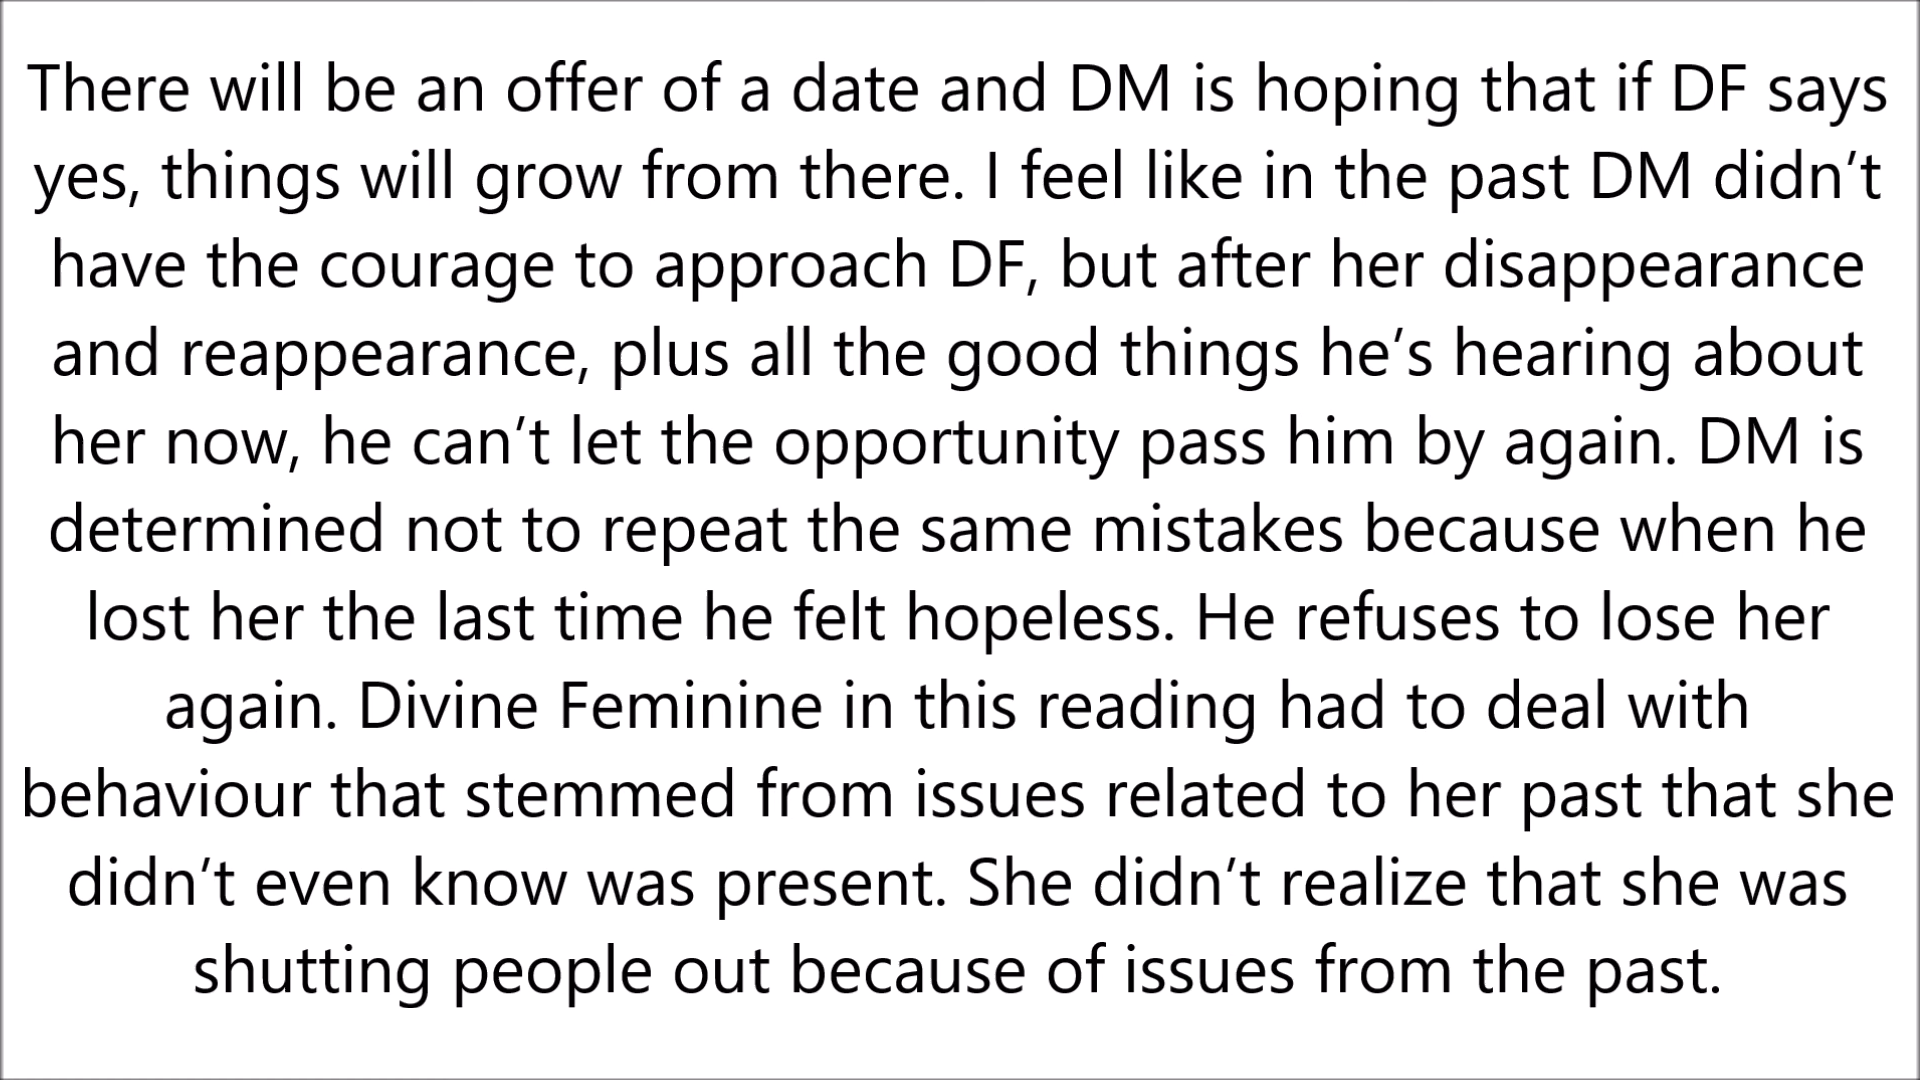 There will be an offer of a date and DM is hoping that if DF says
yes, things will grow from there. I feel like in the past DM didn’t
have the courage to approach DF, but after her disappearance
and reappearance, plus all the good things he’s hearing about
her now, he can’t let the opportunity pass him by again. DM is
determined not to repeat the same mistakes because when he
lost her the last time he felt hopeless. He refuses to lose her
again. Divine Feminine in this reading had to deal with
behaviour that stemmed from issues related to her past that she
didn’t even know was present. She didn’t realize that she was
shutting people out because of issues from the past.